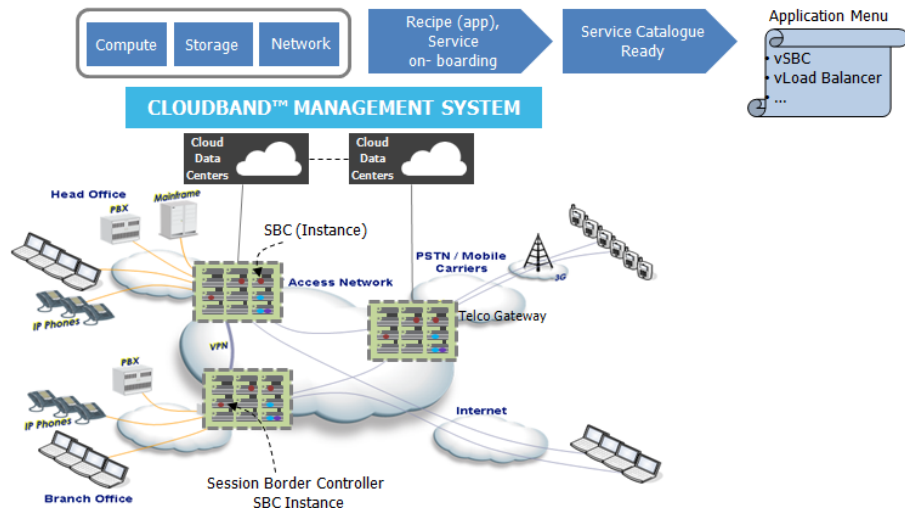 Application Menu
Compute
Storage
Network
Recipe (app),
Service
on- boarding
Service Catalogue
Ready
• vSBC
• vLoad Balancer
• ...
CLOUDBAND™ MANAGEMENT SYSTEM
Cloud
Data
Centers
Cloud
Data
Centers
Head Office
Mainframe
PBX
SBC (Instance)
PSTN / Mobile
Carriers
3G
Access Network
IP Phones
Telco Gateway
VPN
PBX
IP Phones
Internet
Session Border Controller
SBC Instance
Branch Office